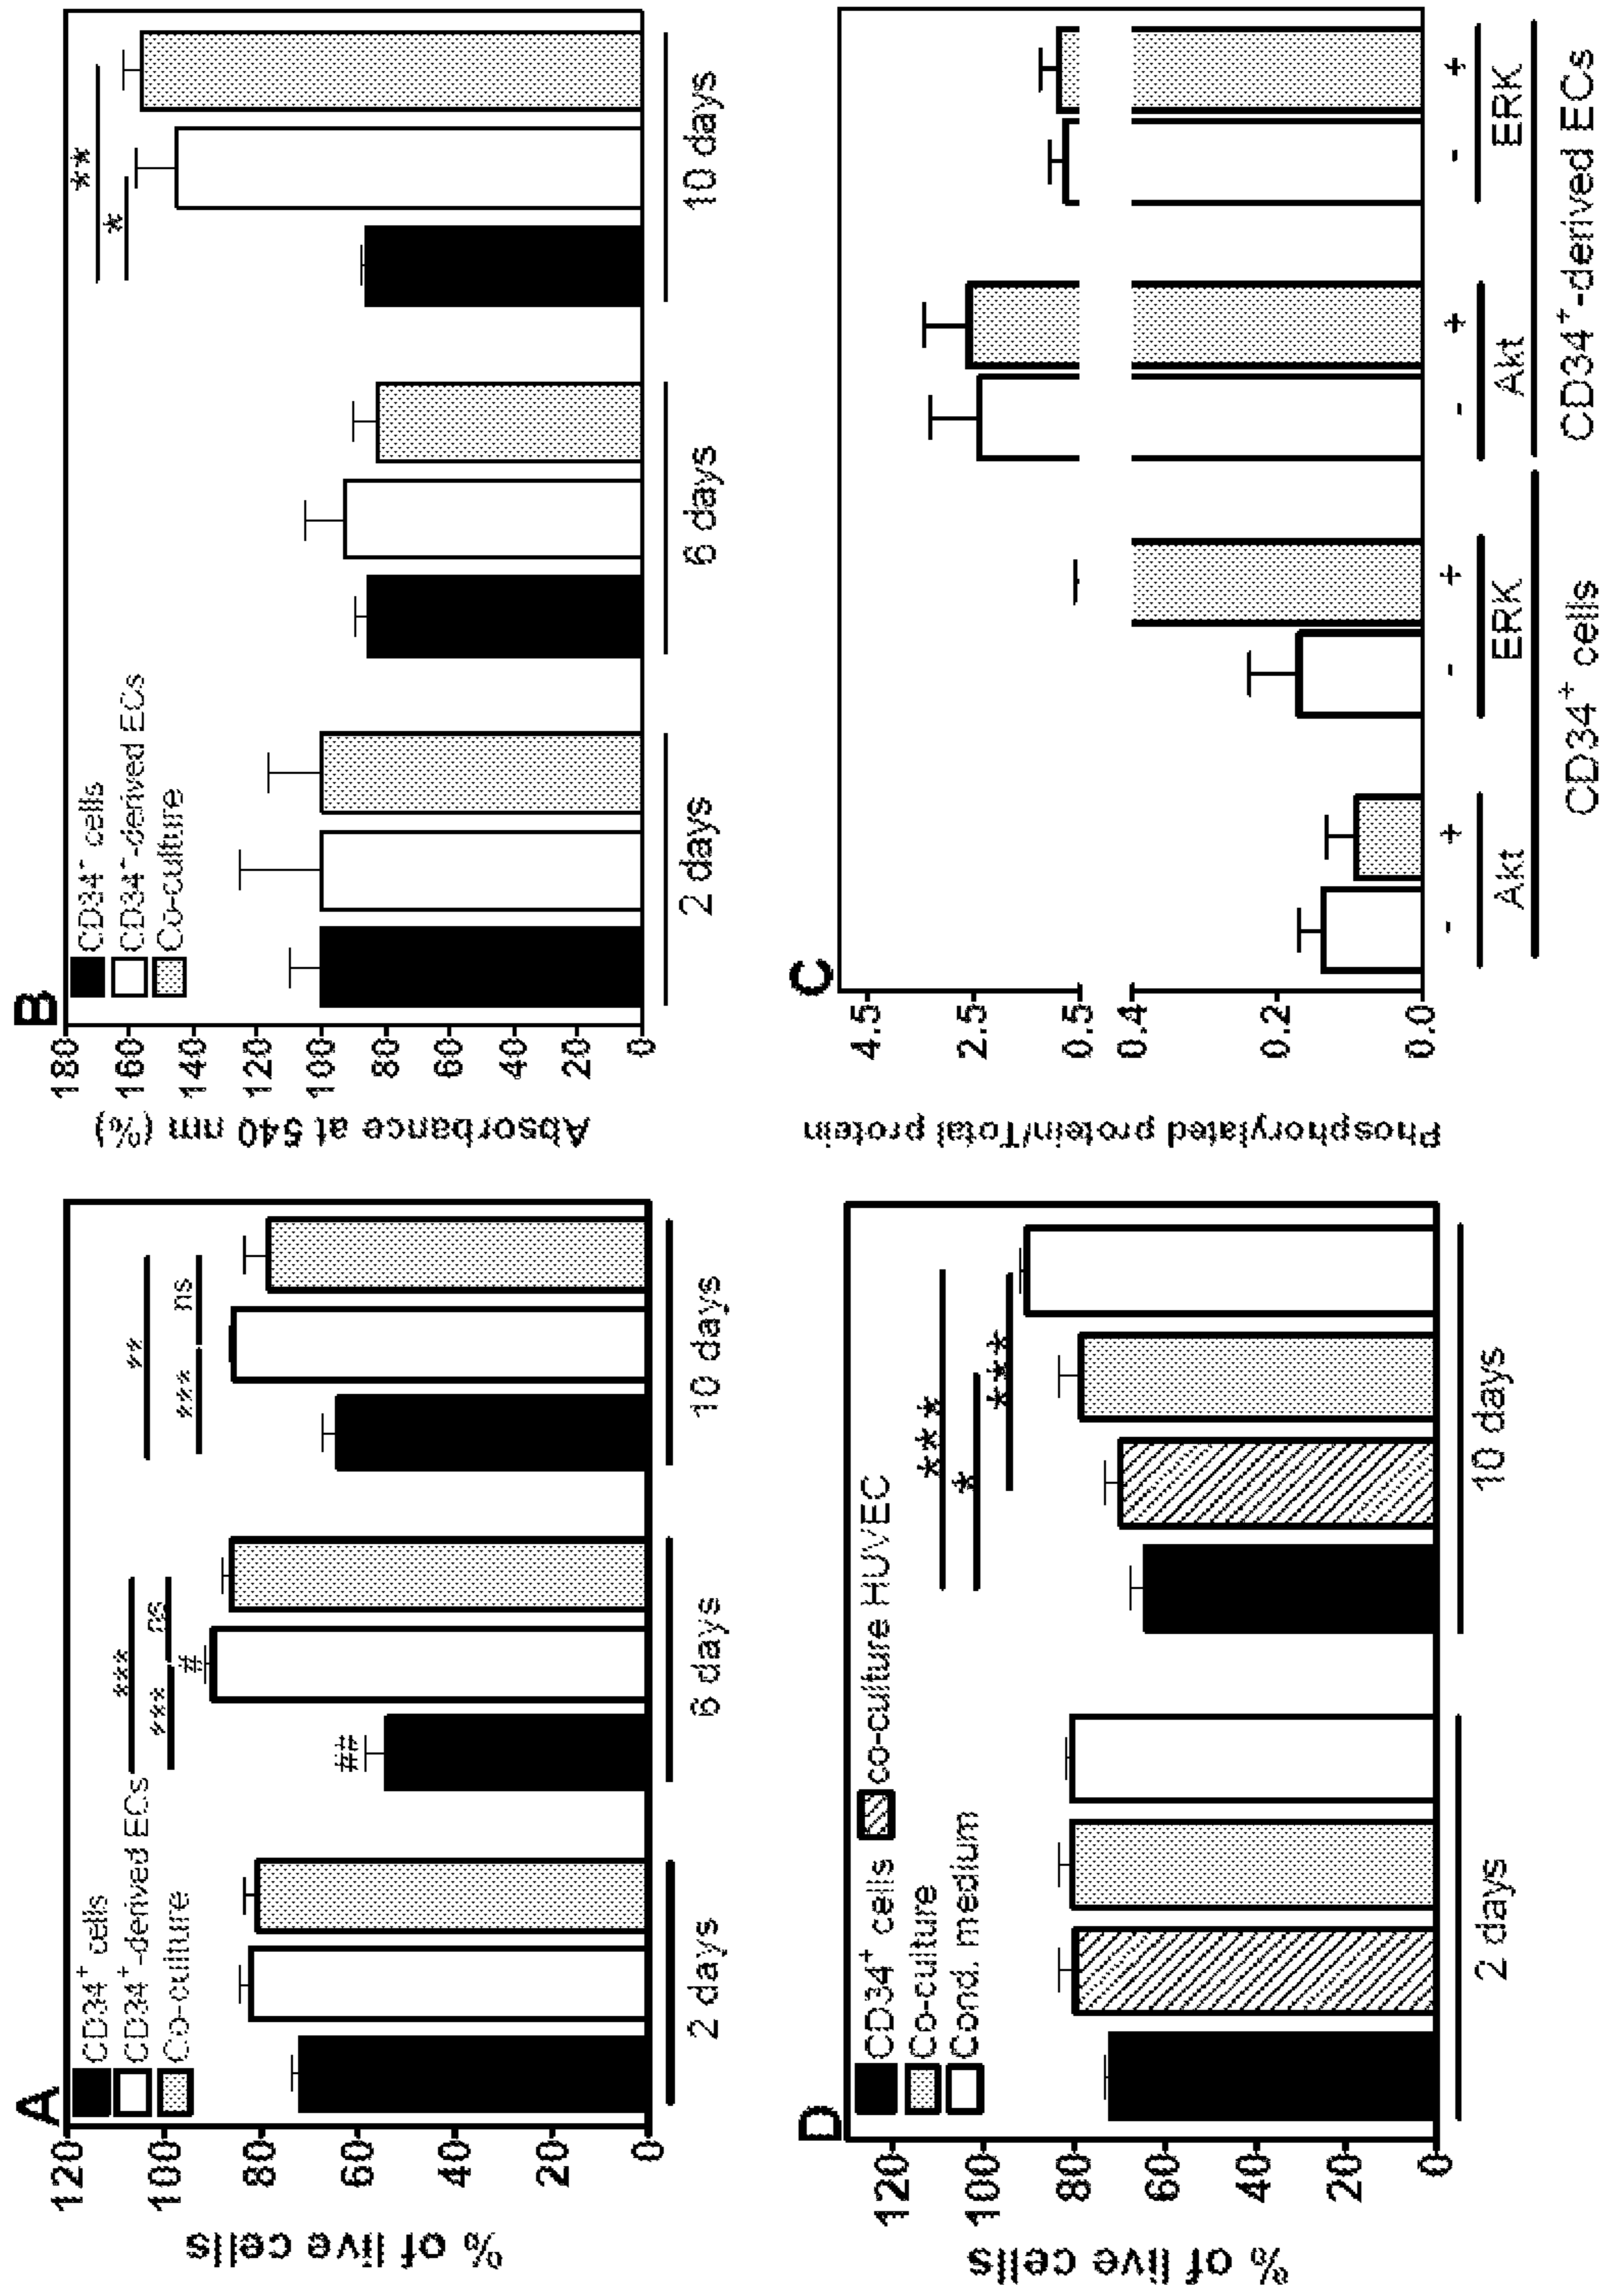 A
120
100
80
60
40
20
0
% of live cells
CD34+ cells
CD34+-derived ECs
Co-culture
##
#
***
***
ns
**
***
ns
2 days
6 days
10 days
B
180
160
140
120
100
80
60
40
20
0
Absorbance at 540 nm (%)
CD34+ cells
CD34+-derived ECs
Co-culture
**
*
2 days
6 days
10 days
D
120
100
80
60
40
20
0
% of live cells
CD34+ cells
co-culture HUVEC
Co-culture
Cond. medium
***
*
***
2 days
10 days
C
4.5
2.5
0.5
0.4
0.2
0.0
Phosphorylated protein/Total protein
- + - + - + - +
Akt ERK Akt ERK
CD34+ cells CD34+-derived ECs